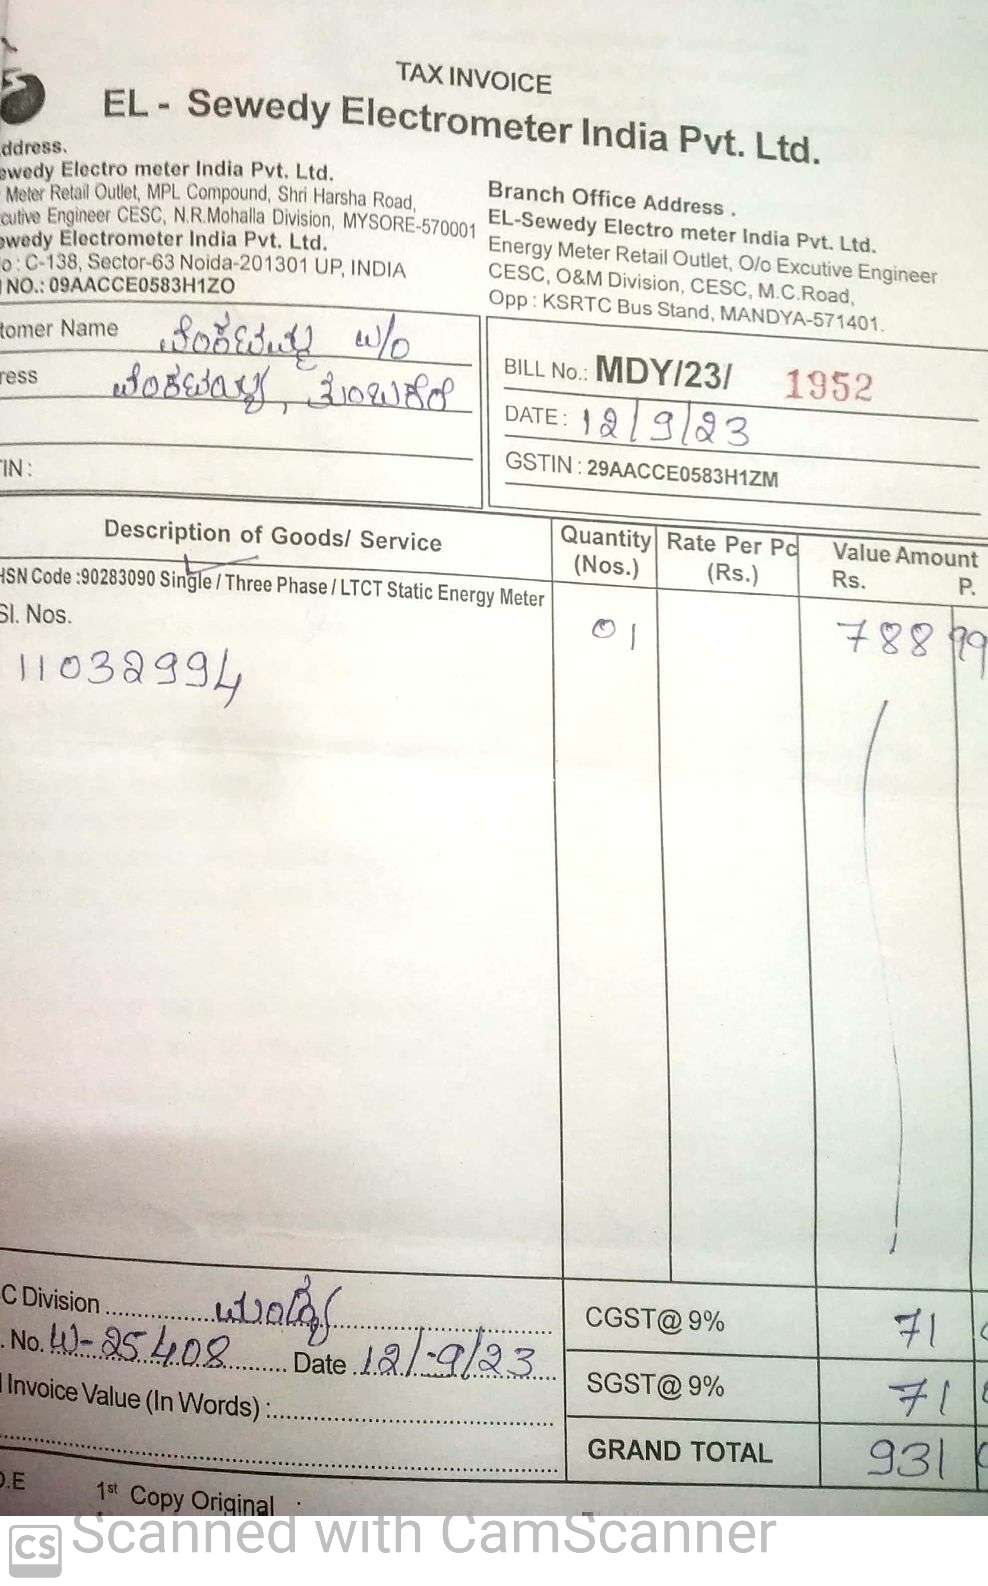 TAX INVOICE
EL - Sewedy Electrometer India Pvt. Ltd.
ddress.
ewedy Electro meter India Pvt. Ltd.
Meter Retail Outlet, MPL Compound, Shri Harsha Road,
cutive Engineer CESC, N.R.Mohalla Division, MYSORE-570001
ewedy Electrometer India Pvt. Ltd.
o : C-138, Sector-63 Noida-201301 UP, INDIA
NO.: 09AACCE0583H1ZO
Branch Office Address .
EL-Sewedy Electro meter India Pvt. Ltd.
Energy Meter Retail Outlet, O/o Excutive Engineer
CESC, O&M Division, CESC, M.C.Road,
Opp : KSRTC Bus Stand, MANDYA-571401.
tomer Name
ress
IN :
BILL No.: MDY/23/ 1952
DATE : 12/9/23
GSTIN : 29AACCE0583H1ZM
Description of Goods/ Service Quantity (Nos.) Rate Per Pc (Rs.) Value Amount Rs. P.
HSN Code :90283090 Single / Three Phase / LTCT Static Energy Meter
Sl. Nos.
11032994 01 788 99
C Division ಮಂಡ್ಯ
. No. W-25408 Date 12/9/23
Invoice Value (In Words) :
CGST@ 9% 71
SGST@ 9% 71
GRAND TOTAL 931
O.E 1st Copy Original
CS Scanned with CamScanner